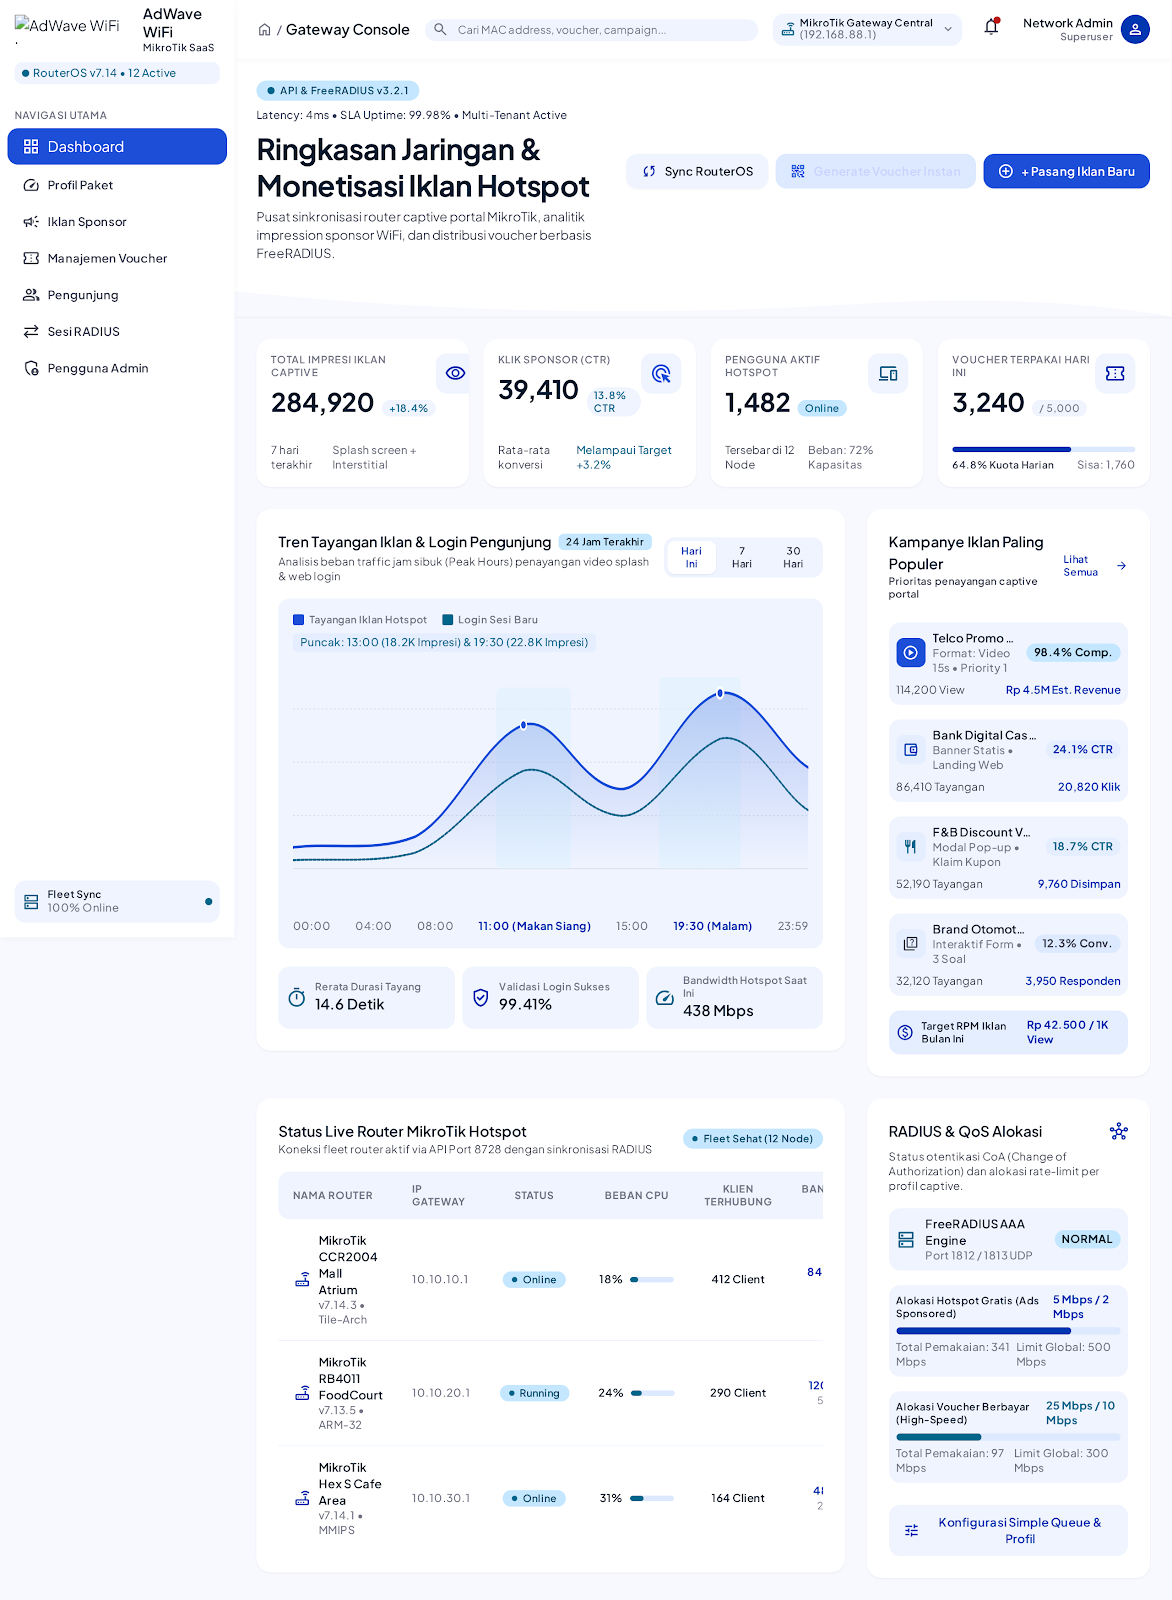 AdWave WiFi
AdWave
WiFi
MikroTik SaaS
RouterOS v7.14 • 12 Active
NAVIGASI UTAMA
Dashboard
Profil Paket
Iklan Sponsor
Manajemen Voucher
Pengunjung
Sesi RADIUS
Pengguna Admin
Fleet Sync
100% Online
/ Gateway Console
Cari MAC address, voucher, campaign...
MikroTik Gateway Central
(192.168.88.1)
Network Admin
Superuser
API & FreeRADIUS v3.2.1
Latency: 4ms • SLA Uptime: 99.98% • Multi-Tenant Active
Ringkasan Jaringan &
Monetisasi Iklan Hotspot
Pusat sinkronisasi router captive portal MikroTik, analitik
impression sponsor WiFi, dan distribusi voucher berbasis
FreeRADIUS.
Sync RouterOS
Generate Voucher Instan
+ Pasang Iklan Baru
TOTAL IMPRESI IKLAN
CAPTIVE
284,920
+18.4%
7 hari
terakhir
Splash screen +
Interstitial
KLIK SPONSOR (CTR)
39,410
13.8%
CTR
Rata-rata
konversi
Melampaui Target
+3.2%
PENGGUNA AKTIF
HOTSPOT
1,482
Online
Tersebar di 12
Node
Beban: 72%
Kapasitas
VOUCHER TERPAKAI HARI
INI
3,240
/ 5,000
64.8% Kuota Harian
Sisa: 1,760
Tren Tayangan Iklan & Login Pengunjung
24 Jam Terakhir
Analisis beban traffic jam sibuk (Peak Hours) penayangan video splash
& web login
Hari
Ini
7
Hari
30
Hari
Tayangan Iklan Hotspot
Login Sesi Baru
Puncak: 13:00 (18.2K Impresi) & 19:30 (22.8K Impresi)
00:00
04:00
08:00
11:00 (Makan Siang)
15:00
19:30 (Malam)
23:59
Rerata Durasi Tayang
14.6 Detik
Validasi Login Sukses
99.41%
Bandwidth Hotspot Saat
Ini
438 Mbps
Kampanye Iklan Paling
Populer
Prioritas penayangan captive
portal
Lihat
Semua
Telco Promo ...
Format: Video
15s • Priority 1
98.4% Comp.
114,200 View
Rp 4.5M Est. Revenue
Bank Digital Cas...
Banner Statis •
Landing Web
24.1% CTR
86,410 Tayangan
20,820 Klik
F&B Discount V...
Modal Pop-up •
Klaim Kupon
18.7% CTR
52,190 Tayangan
9,760 Disimpan
Brand Otomot...
Interaktif Form •
3 Soal
12.3% Conv.
32,120 Tayangan
3,950 Responden
Target RPM Iklan
Bulan Ini
Rp 42.500 / 1K
View
Status Live Router MikroTik Hotspot
Koneksi fleet router aktif via API Port 8728 dengan sinkronisasi RADIUS
Fleet Sehat (12 Node)
NAMA ROUTER
IP
GATEWAY
STATUS
BEBAN CPU
KLIEN
TERHUBUNG
BAN
MikroTik
CCR2004
Mall
Atrium
v7.14.3 •
Tile-Arch
10.10.10.1
Online
18%
412 Client
84
MikroTik
RB4011
FoodCourt
v7.13.5 •
ARM-32
10.10.20.1
Running
24%
290 Client
120
5
MikroTik
Hex S Cafe
Area
v7.14.1 •
MMIPS
10.10.30.1
Online
31%
164 Client
48
2
RADIUS & QoS Alokasi
Status otentikasi CoA (Change of
Authorization) dan alokasi rate-limit per
profil captive.
FreeRADIUS AAA
Engine
Port 1812 / 1813 UDP
NORMAL
Alokasi Hotspot Gratis (Ads
Sponsored)
5 Mbps / 2
Mbps
Total Pemakaian: 341
Mbps
Limit Global: 500
Mbps
Alokasi Voucher Berbayar
(High-Speed)
25 Mbps / 10
Mbps
Total Pemakaian: 97
Mbps
Limit Global: 300
Mbps
Konfigurasi Simple Queue &
Profil